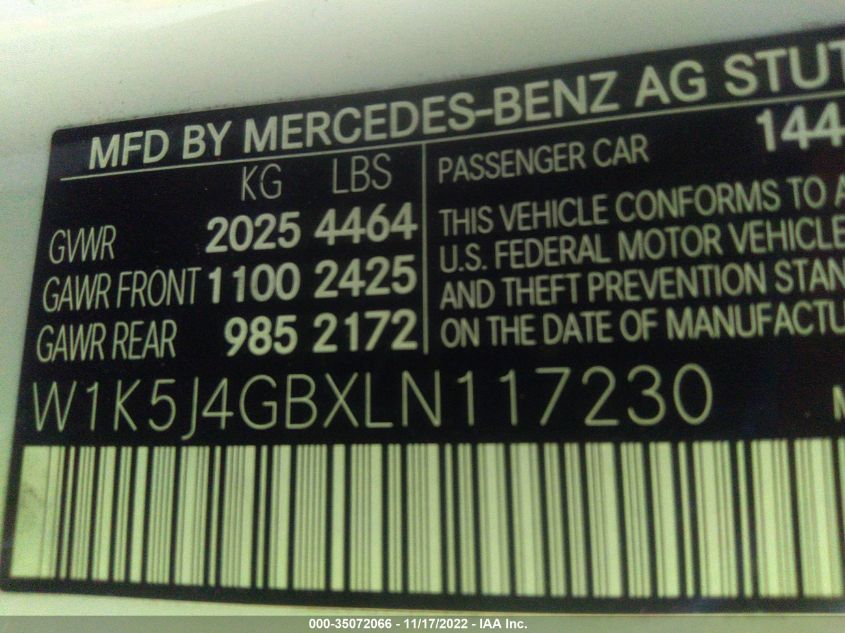 MFD BY MERCEDES-BENZ AG STUT
KG LBS
GVWR 2025 4464
GAWR FRONT 1100 2425
GAWR REAR 985 2172
PASSENGER CAR 144
THIS VEHICLE CONFORMS TO A
U.S. FEDERAL MOTOR VEHICLE
AND THEFT PREVENTION STAN
ON THE DATE OF MANUFACTU
W1K5J4GBXLN117230
M
000-35072066 - 11/17/2022 - IAA Inc.